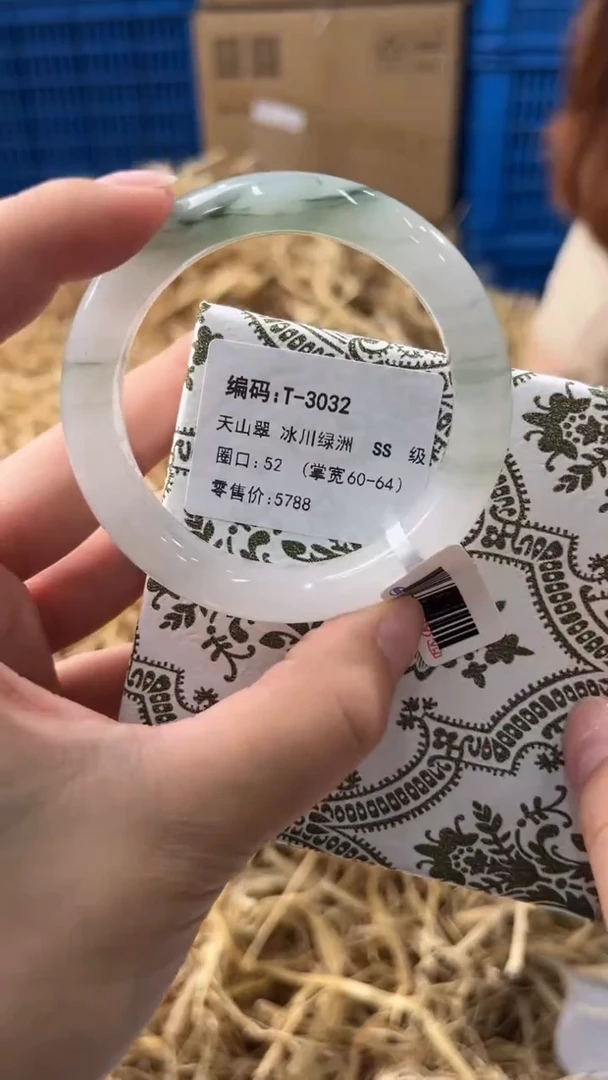 编码:T-3032
天山翠 冰川绿洲 SS 级
圈口:52 (掌宽60-64)
零售价:5788